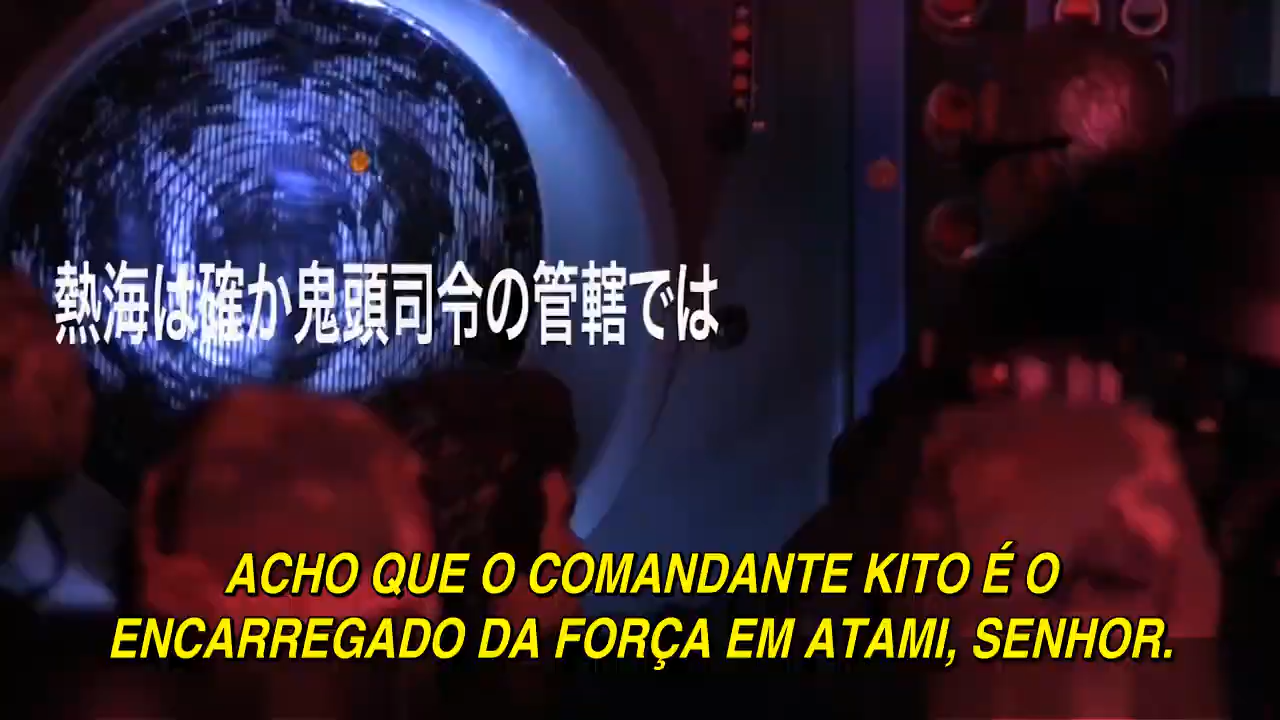 熱海は確か鬼頭司令の管轄では
ACHO QUE O COMANDANTE KITO É O
ENCARREGADO DA FORÇA EM ATAMI, SENHOR.